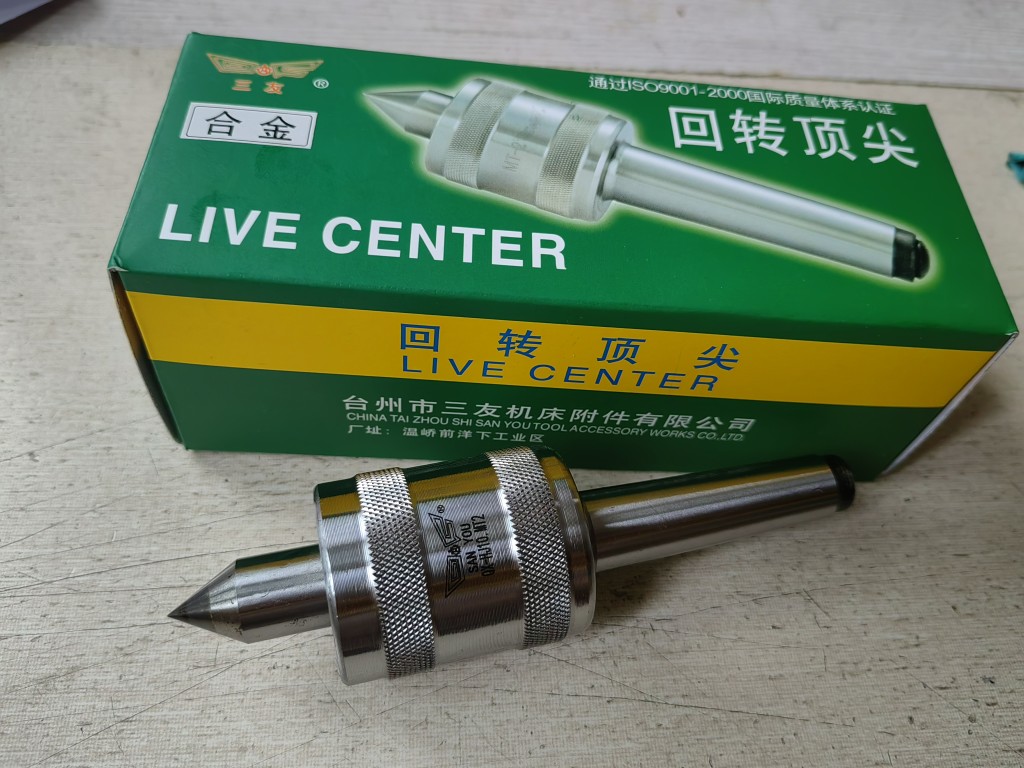 三友®
合金
通过ISO9001-2000国际质量体系认证
回转顶尖
MT-2
LIVE CENTER
回转顶尖
LIVE CENTER
台州市三友机床附件有限公司
CHINA TAI ZHOU SHI SAN YOU TOOL ACCESSORY WORKS CO.,LTD.
厂址：温峤前洋下工业区
®
SAN YOU